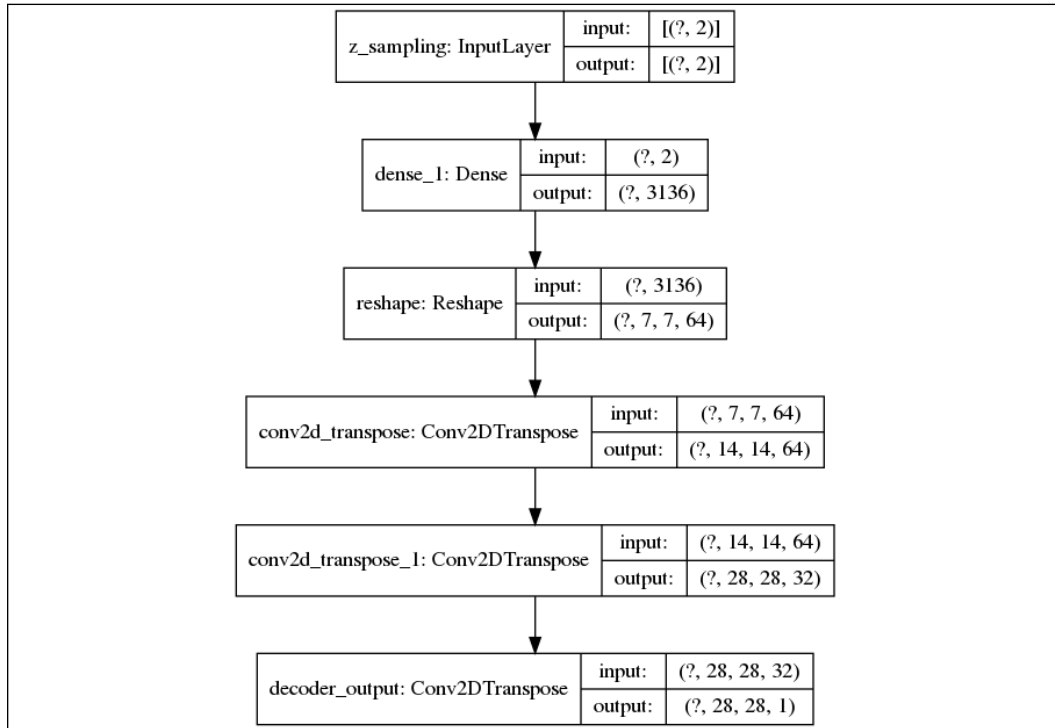 z_sampling: InputLayer
input: [(?, 2)]
output: [(?, 2)]
dense_1: Dense
input: (?, 2)
output: (?, 3136)
reshape: Reshape
input: (?, 3136)
output: (?, 7, 7, 64)
conv2d_transpose: Conv2DTranspose
input: (?, 7, 7, 64)
output: (?, 14, 14, 64)
conv2d_transpose_1: Conv2DTranspose
input: (?, 14, 14, 64)
output: (?, 28, 28, 32)
decoder_output: Conv2DTranspose
input: (?, 28, 28, 32)
output: (?, 28, 28, 1)